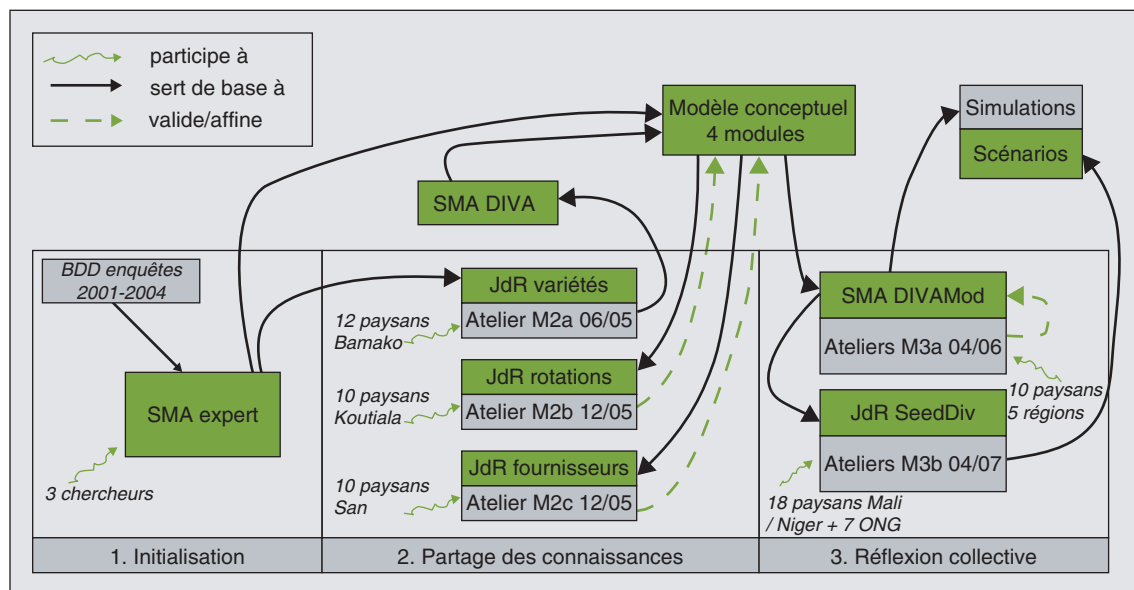 participe à
sert de base à
valide/affine
Modèle conceptuel
4 modules
Simulations
Scénarios
SMA DIVA
BDD enquêtes
2001-2004
SMA expert
3 chercheurs
JdR variétés
Atelier M2a 06/05
12 paysans
Bamako
JdR rotations
Atelier M2b 12/05
10 paysans
Koutiala
JdR fournisseurs
Atelier M2c 12/05
10 paysans
San
SMA DIVAMod
Ateliers M3a 04/06
10 paysans
5 régions
JdR SeedDiv
Ateliers M3b 04/07
18 paysans Mali
/ Niger + 7 ONG
1. Initialisation
2. Partage des connaissances
3. Réflexion collective